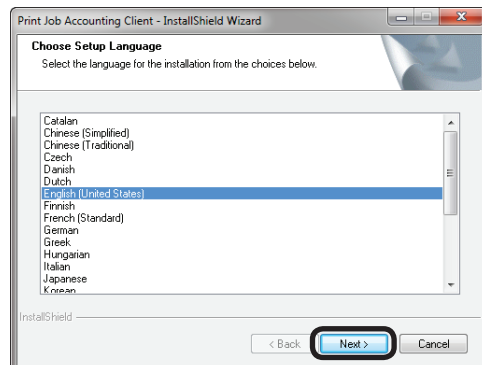 Print Job Accounting Client - InstallShield Wizard
Choose Setup Language
Select the language for the installation from the choices below.
Catalan
Chinese (Simplified)
Chinese (Traditional)
Czech
Danish
Dutch
English (United States)
Finnish
French (Standard)
German
Greek
Hungarian
Italian
Japanese
Korean
InstallShield
< Back Next > Cancel